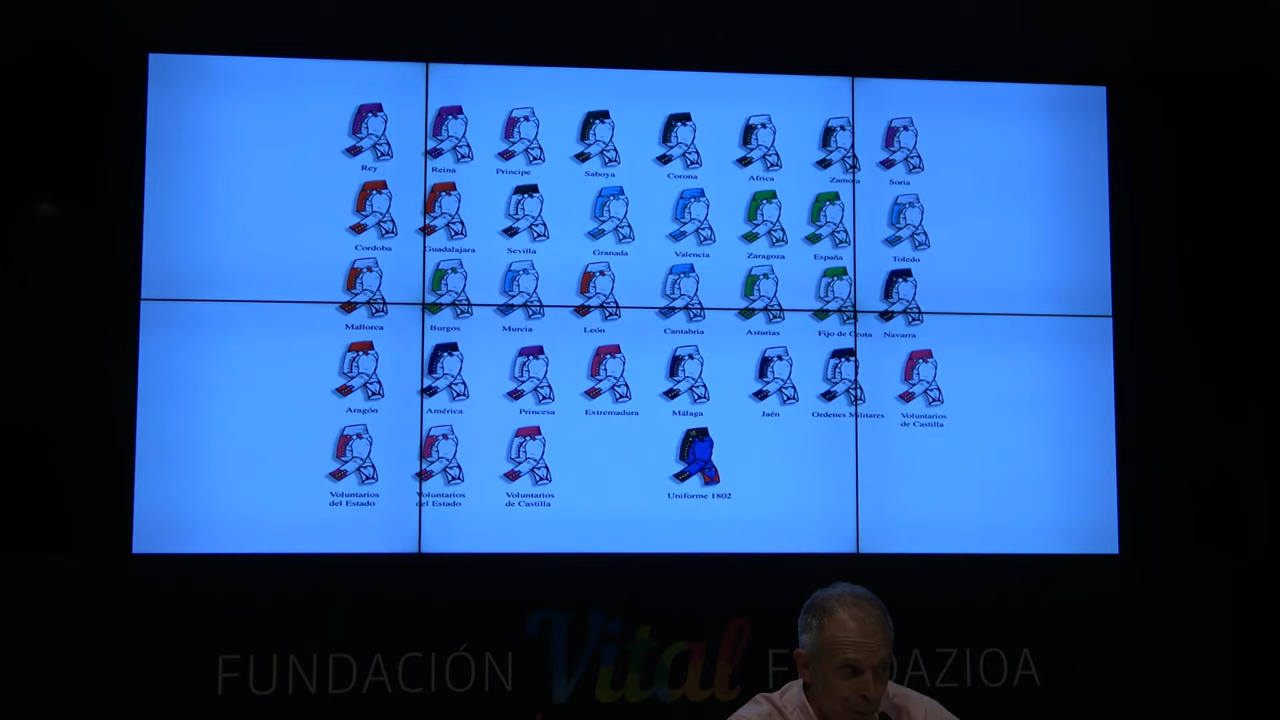 Rey Reina Principe Saboya Corona Africa Zamora Soria
Cordoba Guadalajara Sevilla Granada Valencia Zaragoza España Toledo
Mallorca Burgos Murcia León Cantabria Asturias Fijo de Ceuta Navarra
Aragón América Princesa Extremadura Málaga Jaén Ordenes Militares Voluntarios
de Castilla
Voluntarios Voluntarios Voluntarios Uniforme 1802
del Estado del Estado de Castilla
FUNDACIÓN Vital